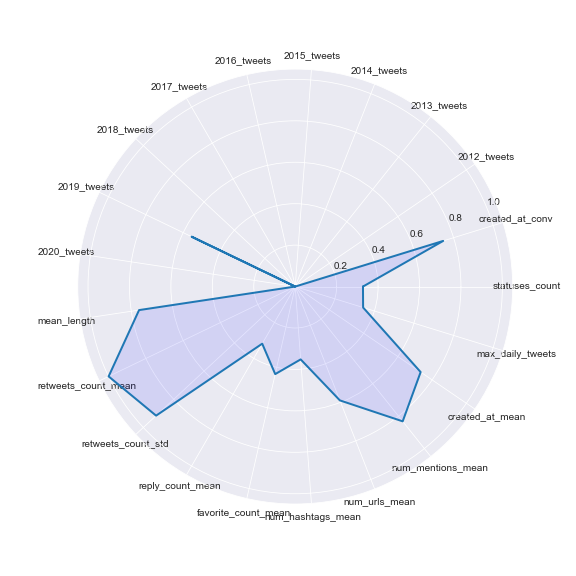 2015_tweets
2016_tweets
2014_tweets
2017_tweets
2013_tweets
2018_tweets
2012_tweets
2019_tweets
1.0
0.8
created_at_conv
0.6
0.4
2020_tweets
0.2
statuses_count
mean_length
max_daily_tweets
retweets_count_mean
created_at_mean
retweets_count_std
num_mentions_mean
reply_count_mean
num_urls_mean
favorite_count_mean
num_hashtags_mean